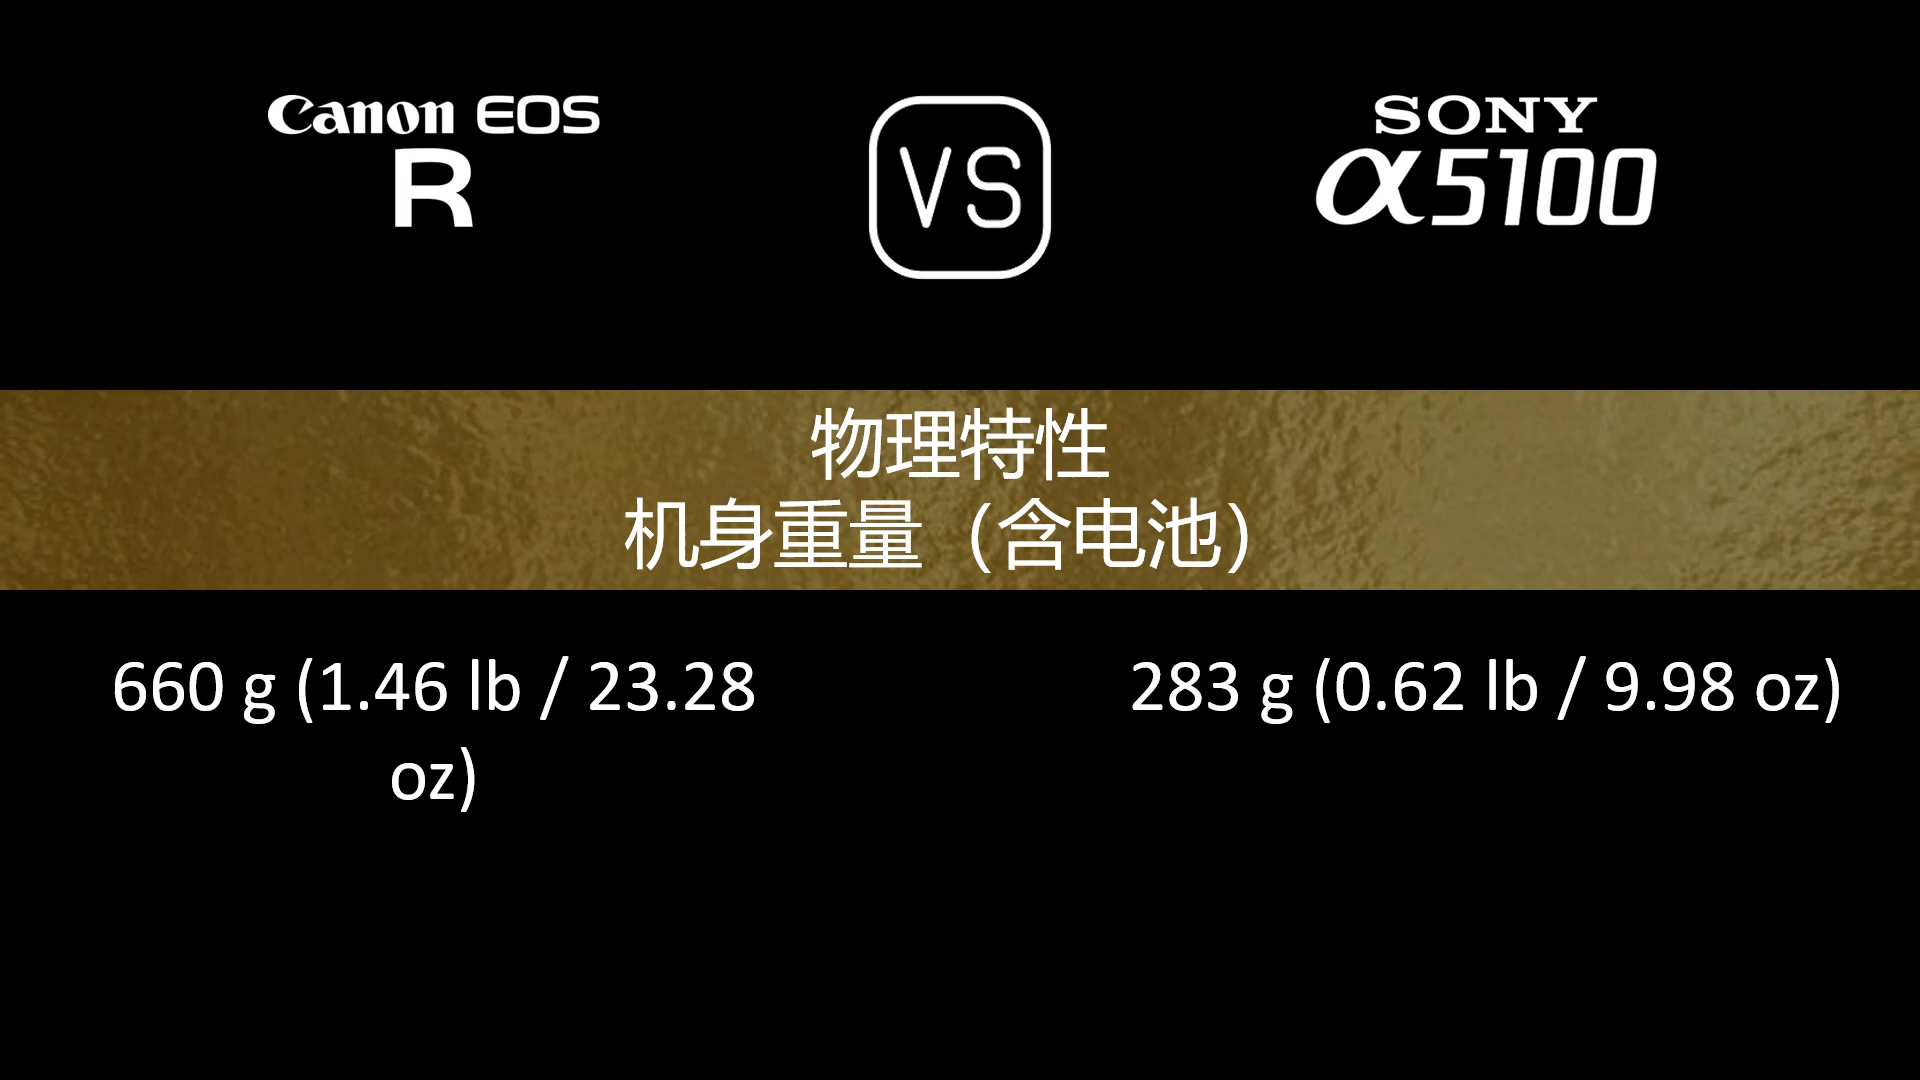 Canon EOS
R
VS
SONY
α5100
物理特性
机身重量（含电池）
660 g (1.46 lb / 23.28
oz)
283 g (0.62 lb / 9.98 oz)